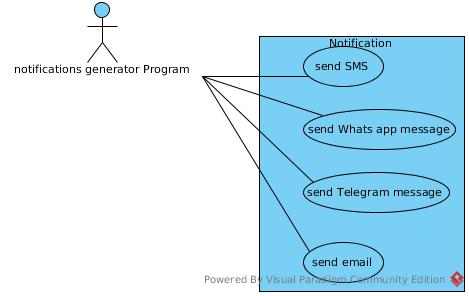 Notification
send SMS
notifications generator Program
send Whats app message
send Telegram message
send email
Powered By Visual Paradigm Community Edition